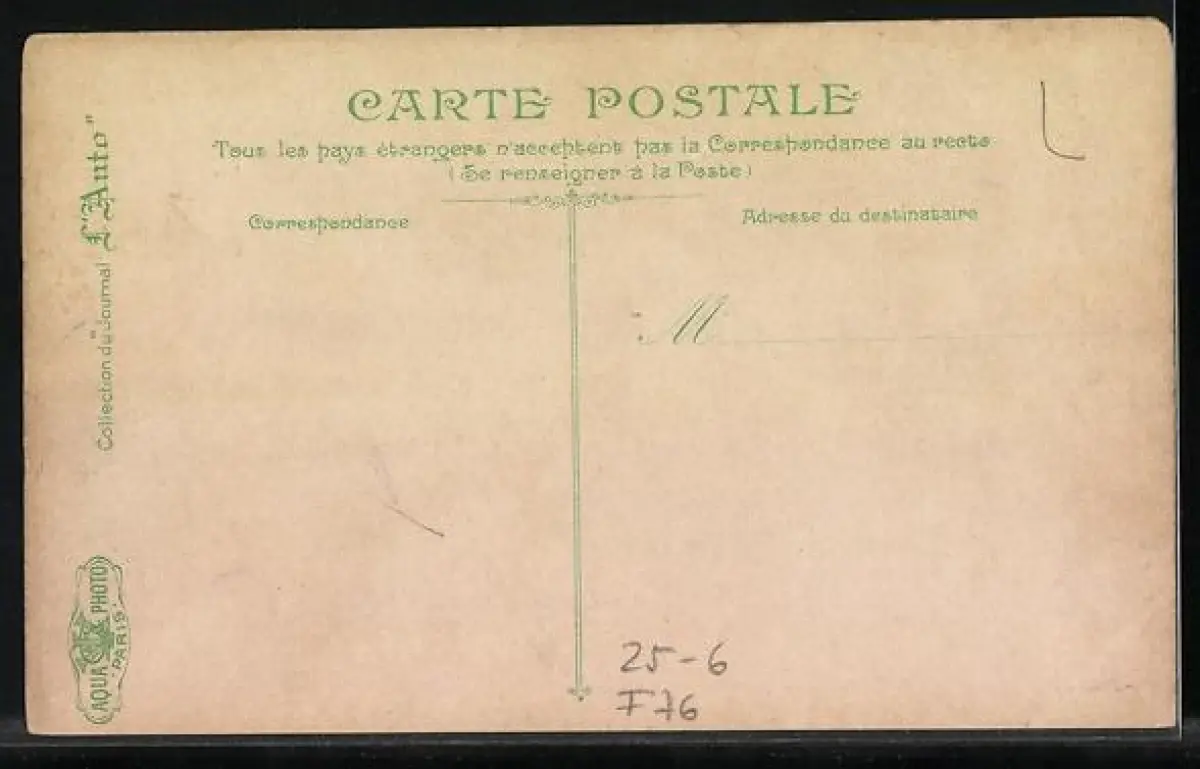 CARTE POSTALE
Tous les pays étrangers n'acceptent pas la Correspondance au recto
(Se renseigner à la Poste)
Correspondance
Adresse du destinataire
M
Collection du Journal "L'Auto"
AQUA PHOTO
PARIS
25-6
F76